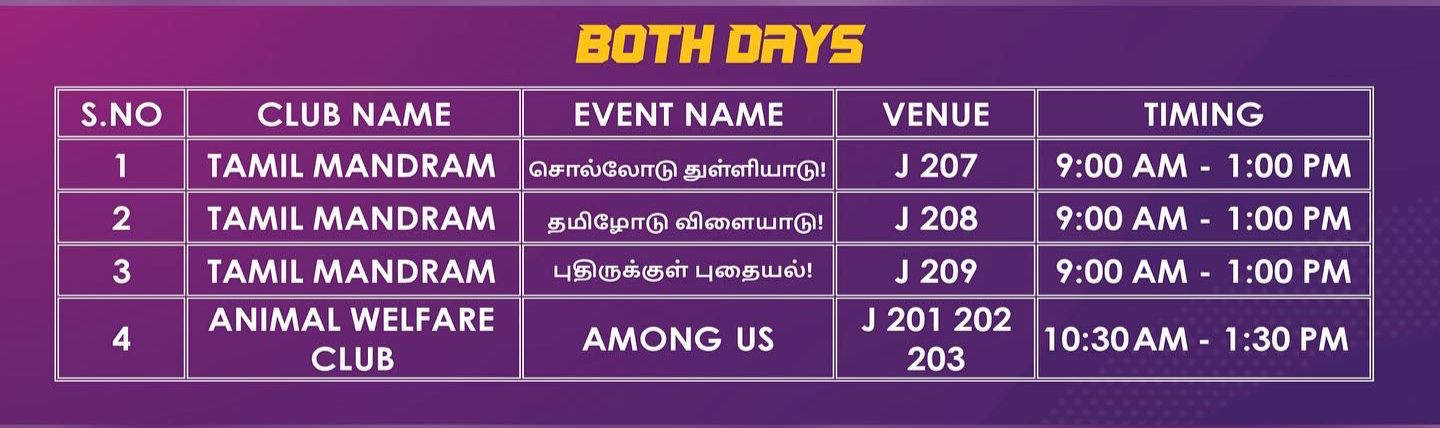 BOTH DAYS
S.NO CLUB NAME EVENT NAME VENUE TIMING
1 TAMIL MANDRAM சொல்லோடு துள்ளியாடு! J 207 9:00 AM - 1:00 PM
2 TAMIL MANDRAM தமிழோடு விளையாடு! J 208 9:00 AM - 1:00 PM
3 TAMIL MANDRAM புதிருக்குள் புதையல்! J 209 9:00 AM - 1:00 PM
4 ANIMAL WELFARE CLUB AMONG US J 201 202 203 10:30 AM - 1:30 PM